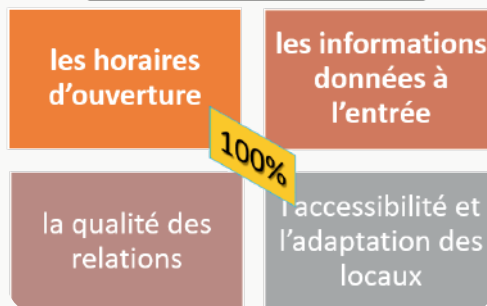 les horaires
d'ouverture
les informations
données à
l'entrée
100%
la qualité des
relations
l'accessibilité et
l'adaptation des
locaux